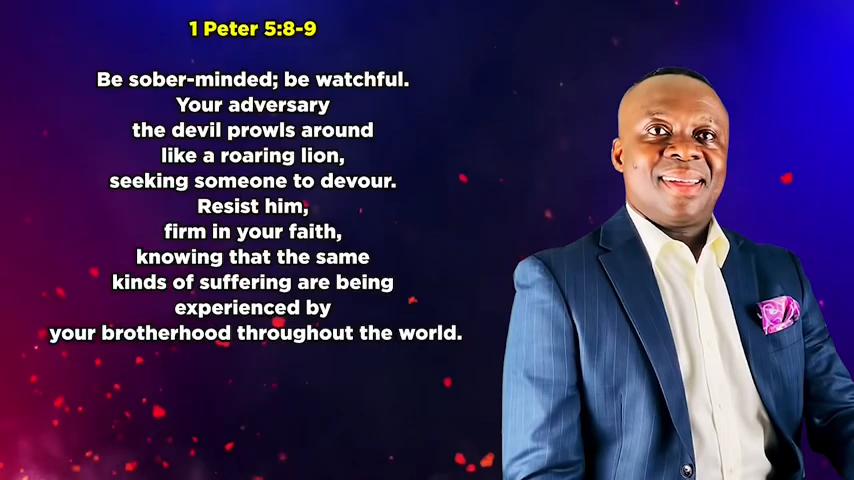 1 Peter 5:8-9
Be sober-minded; be watchful.
Your adversary
the devil prowls around
like a roaring lion,
seeking someone to devour.
Resist him,
firm in your faith,
knowing that the same
kinds of suffering are being
experienced by
your brotherhood throughout the world.